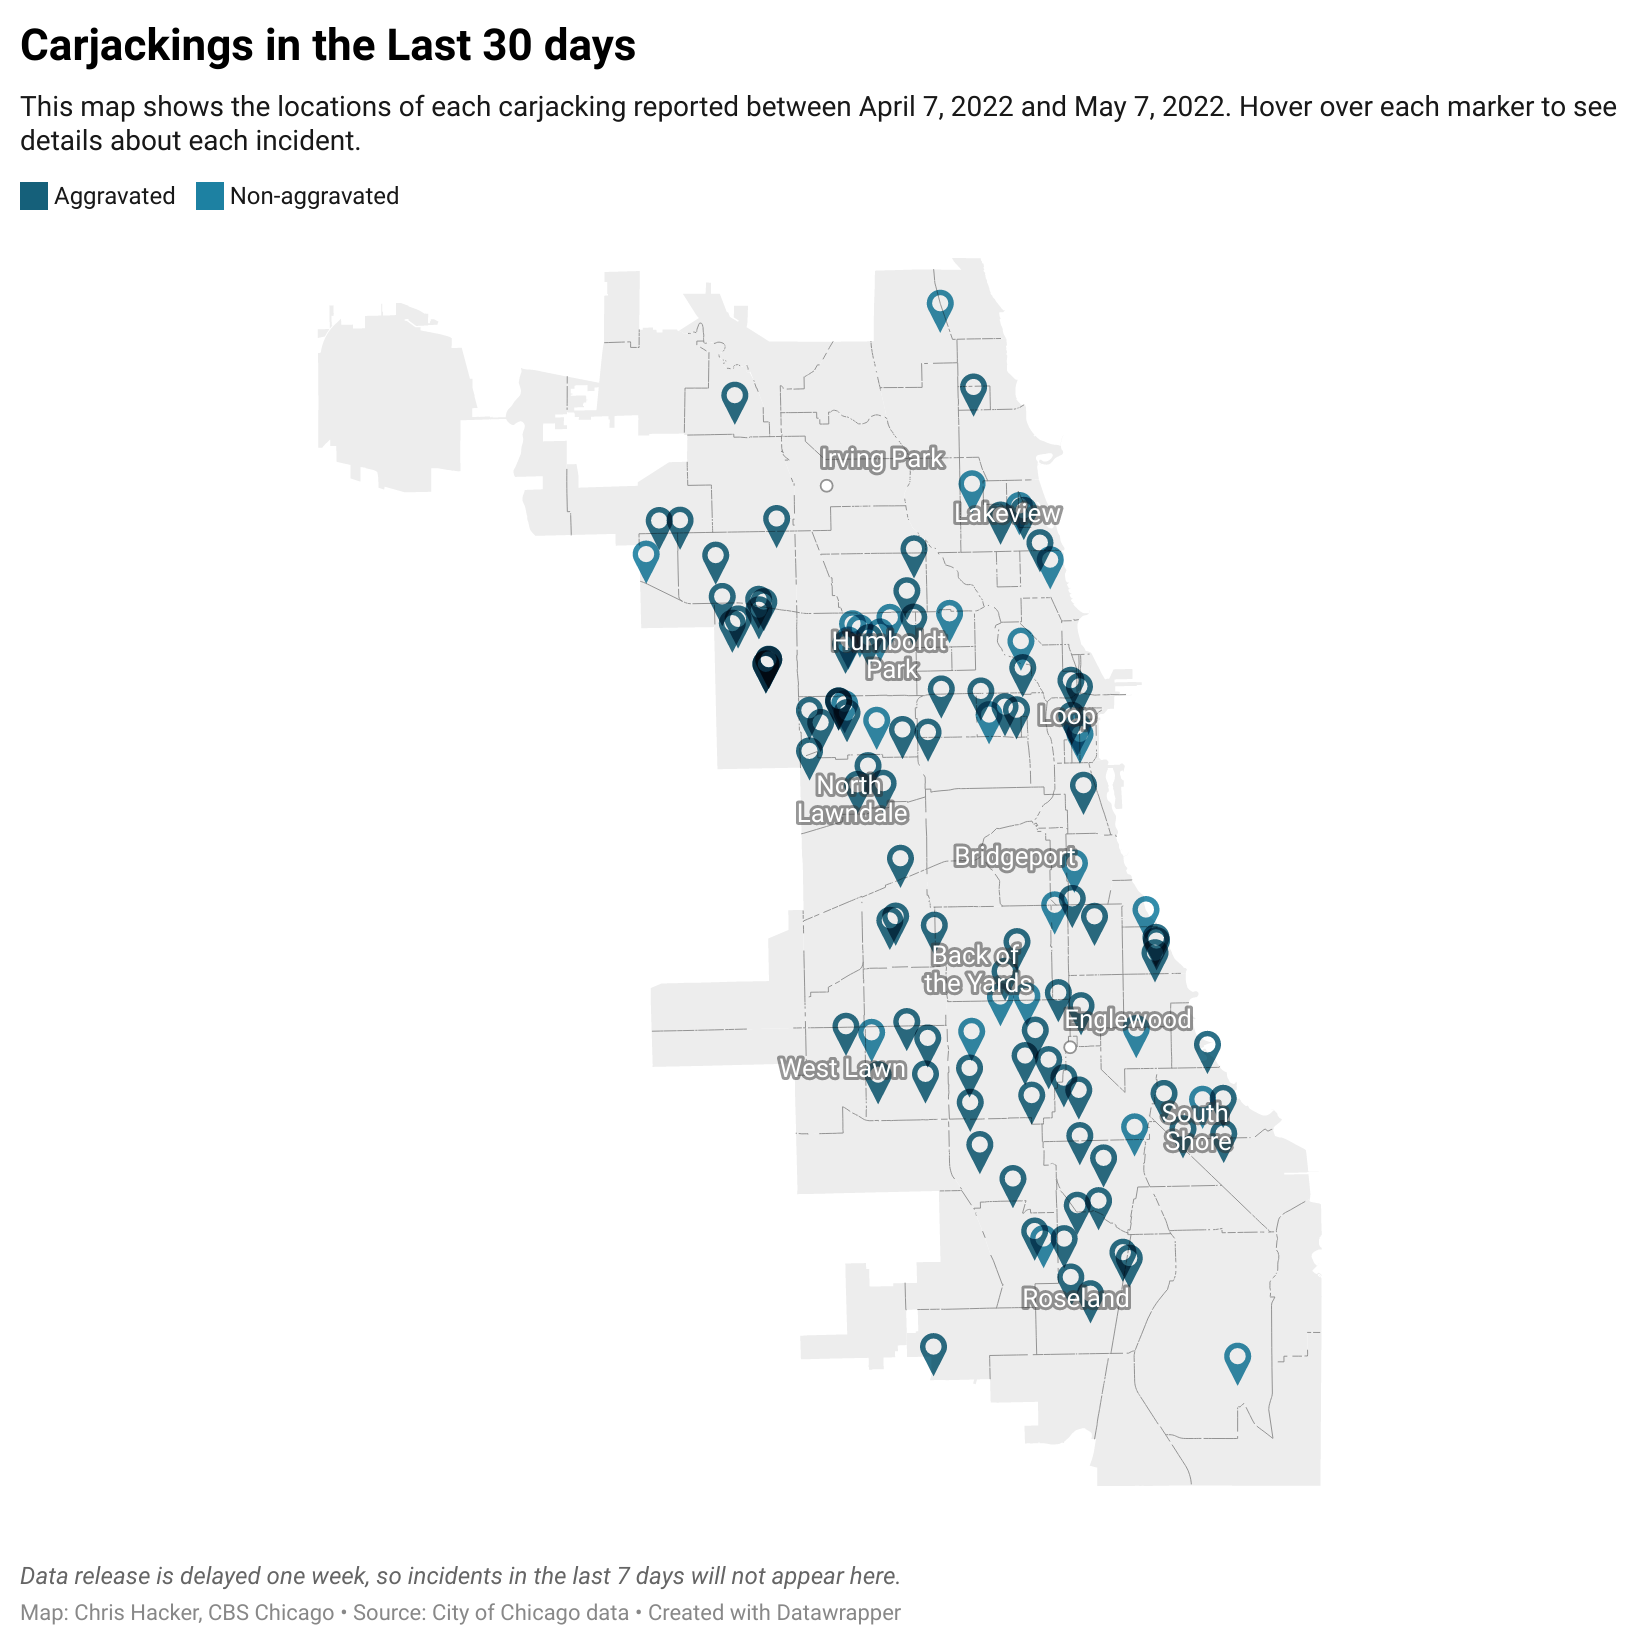 Carjackings in the Last 30 days
This map shows the locations of each carjacking reported between April 7, 2022 and May 7, 2022. Hover over each marker to see
details about each incident.
Aggravated Non-aggravated
Irving Park
Lakeview
Humboldt
Park
Loop
North
Lawndale
Bridgeport
Back of
the Yards
Englewood
West Lawn
South
Shore
Roseland
Data release is delayed one week, so incidents in the last 7 days will not appear here.
Map: Chris Hacker, CBS Chicago • Source: City of Chicago data • Created with Datawrapper